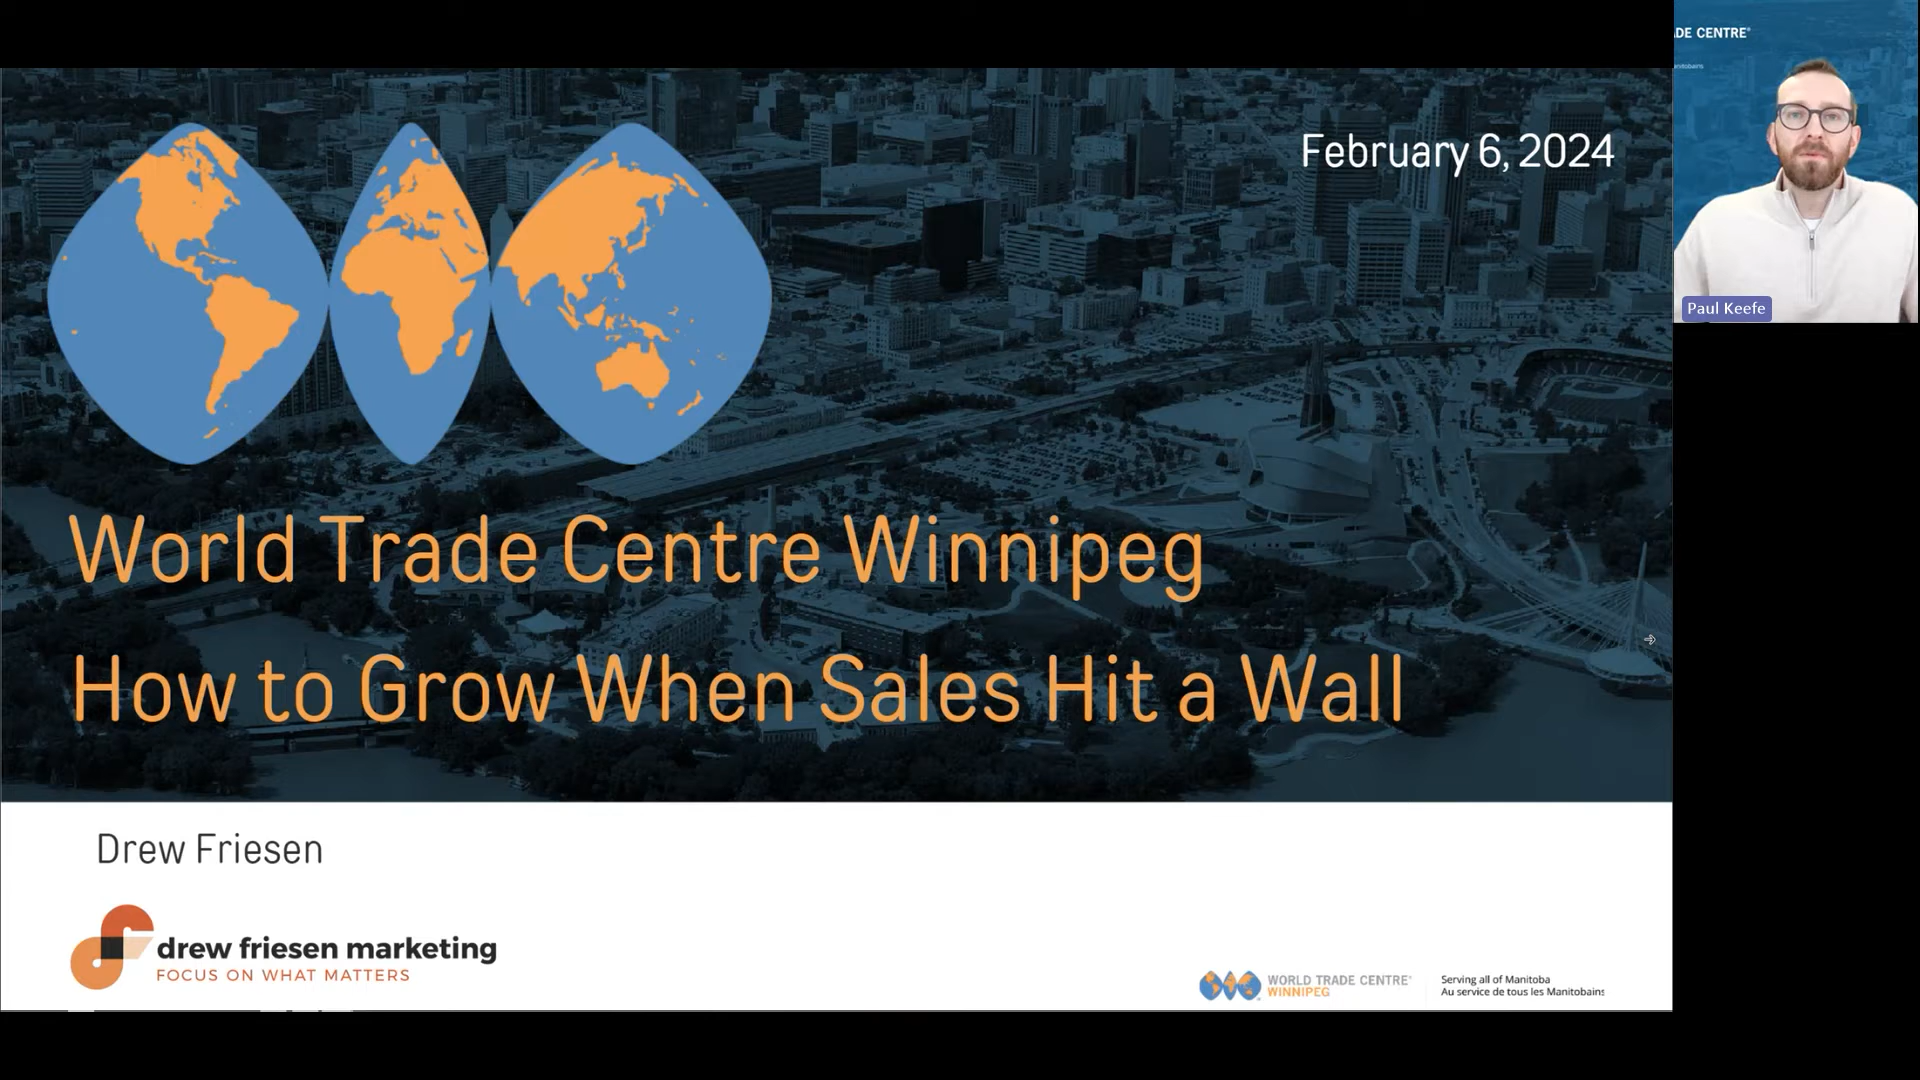 DE CENTRE
February 6, 2024
Paul Keefe
World Trade Centre Winnipeg
How to Grow When Sales Hit a Wall
Drew Friesen
drew friesen marketing
FOCUS ON WHAT MATTERS
WORLD TRADE CENTRE
WINNIPEG
Serving all of Manitoba
Au service de tous les Manitobains